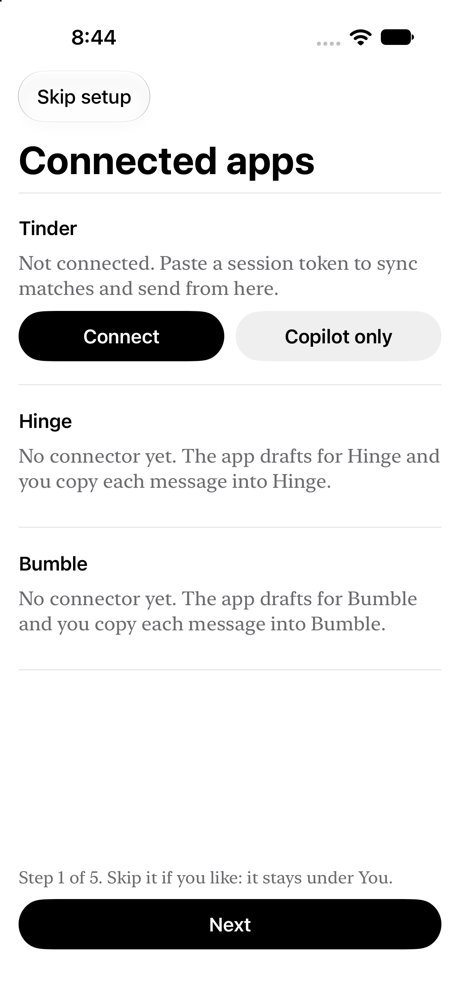 8:44
Skip setup
Connected apps
Tinder
Not connected. Paste a session token to sync
matches and send from here.
Connect
Copilot only
Hinge
No connector yet. The app drafts for Hinge and
you copy each message into Hinge.
Bumble
No connector yet. The app drafts for Bumble
and you copy each message into Bumble.
Step 1 of 5. Skip it if you like: it stays under You.
Next